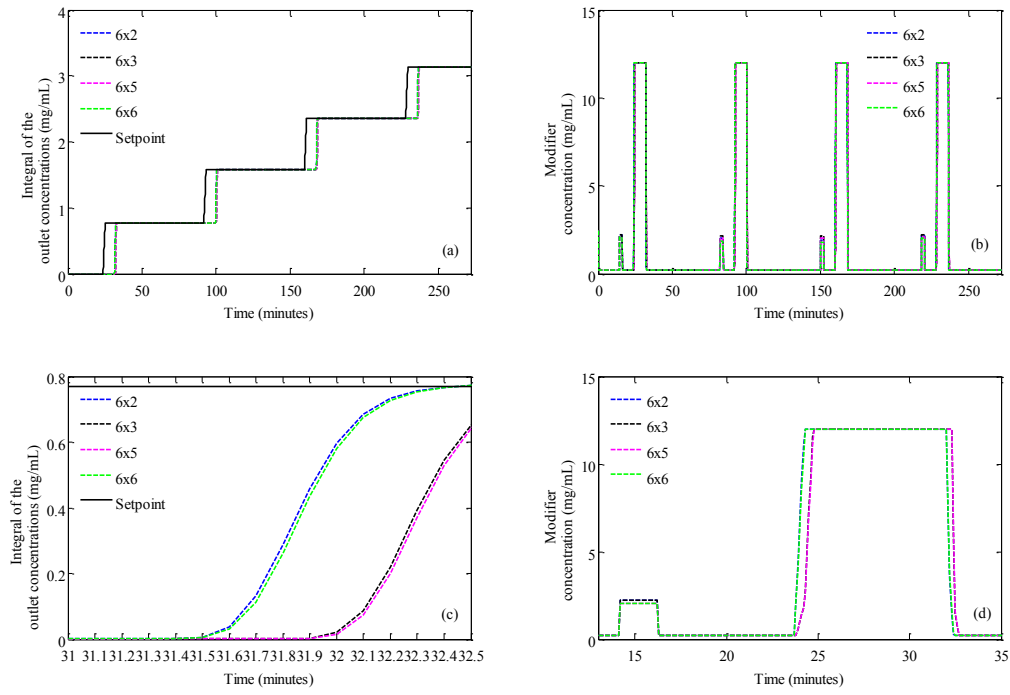 4
3
2
1
0
Integral of the
outlet concentrations (mg/mL)
6x2
6x3
6x5
6x6
Setpoint
(a)
0 50 100 150 200 250
Time (minutes)
15
10
5
0
Modifier
concentration (mg/mL)
6x2
6x3
6x5
6x6
(b)
0 50 100 150 200 250
Time (minutes)
0.8
0.6
0.4
0.2
0
Integral of the
outlet concentrations (mg/mL)
6x2
6x3
6x5
6x6
Setpoint
(c)
31 31.1 31.2 31.3 31.4 31.5 31.6 31.7 31.8 31.9 32 32.1 32.2 32.3 32.4 32.5
Time (minutes)
15
10
5
0
Modifier
concentration (mg/mL)
6x2
6x3
6x5
6x6
(d)
15 20 25 30 35
Time (minutes)